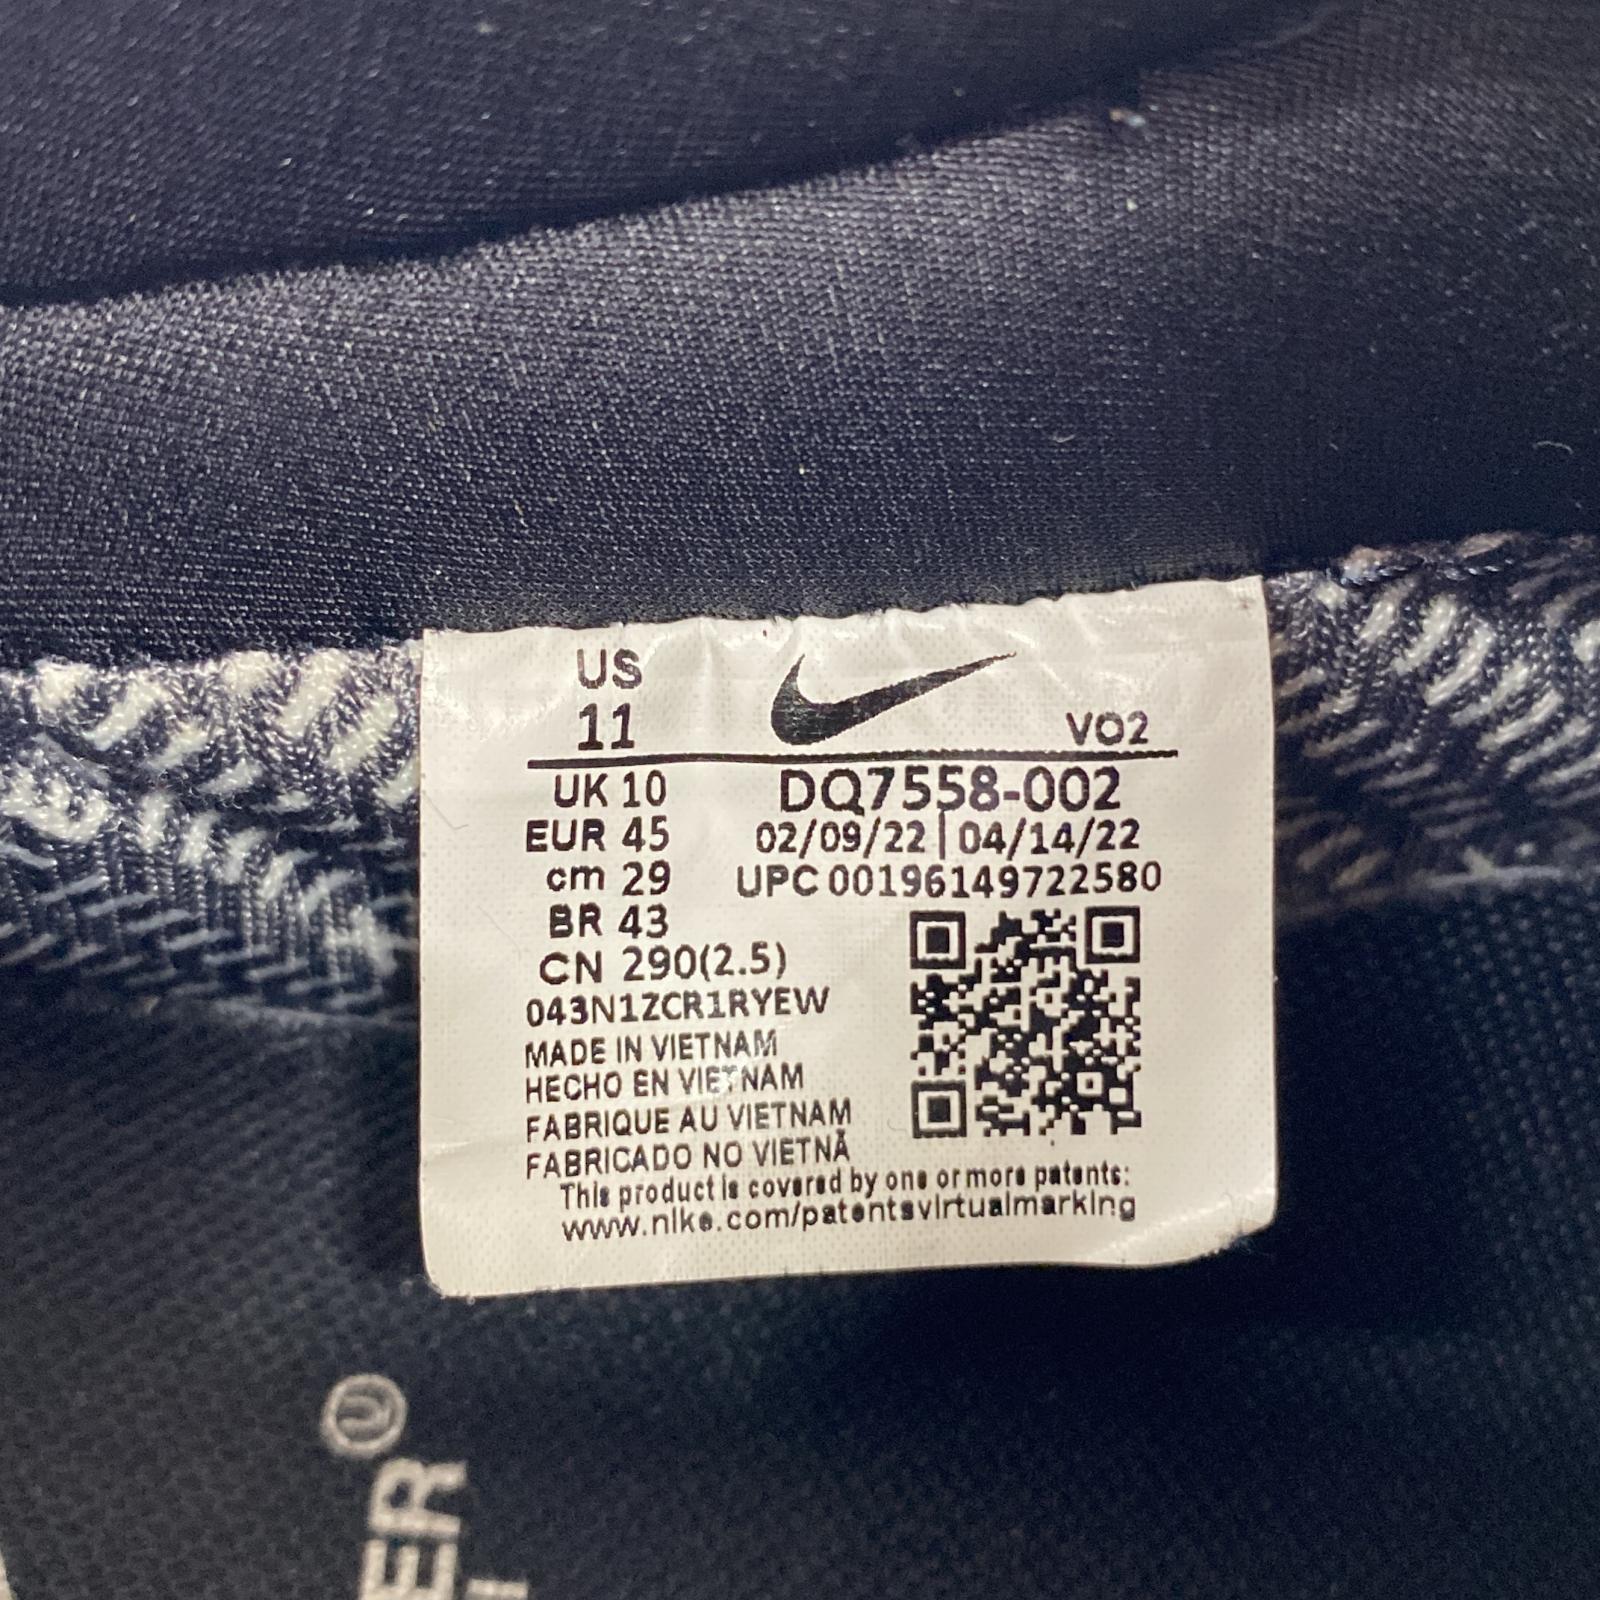 US
11
VO2
UK 10
DQ7558-002
EUR 45
02/09/22 | 04/14/22
cm 29
UPC 00196149722580
BR 43
CN 290(2.5)
043N1ZCR1RYEW
MADE IN VIETNAM
HECHO EN VIETNAM
FABRIQUE AU VIETNAM
FABRICADO NO VIETNÃ
This product is covered by one or more patents:
www.nike.com/patentsvirtualmarking
ER